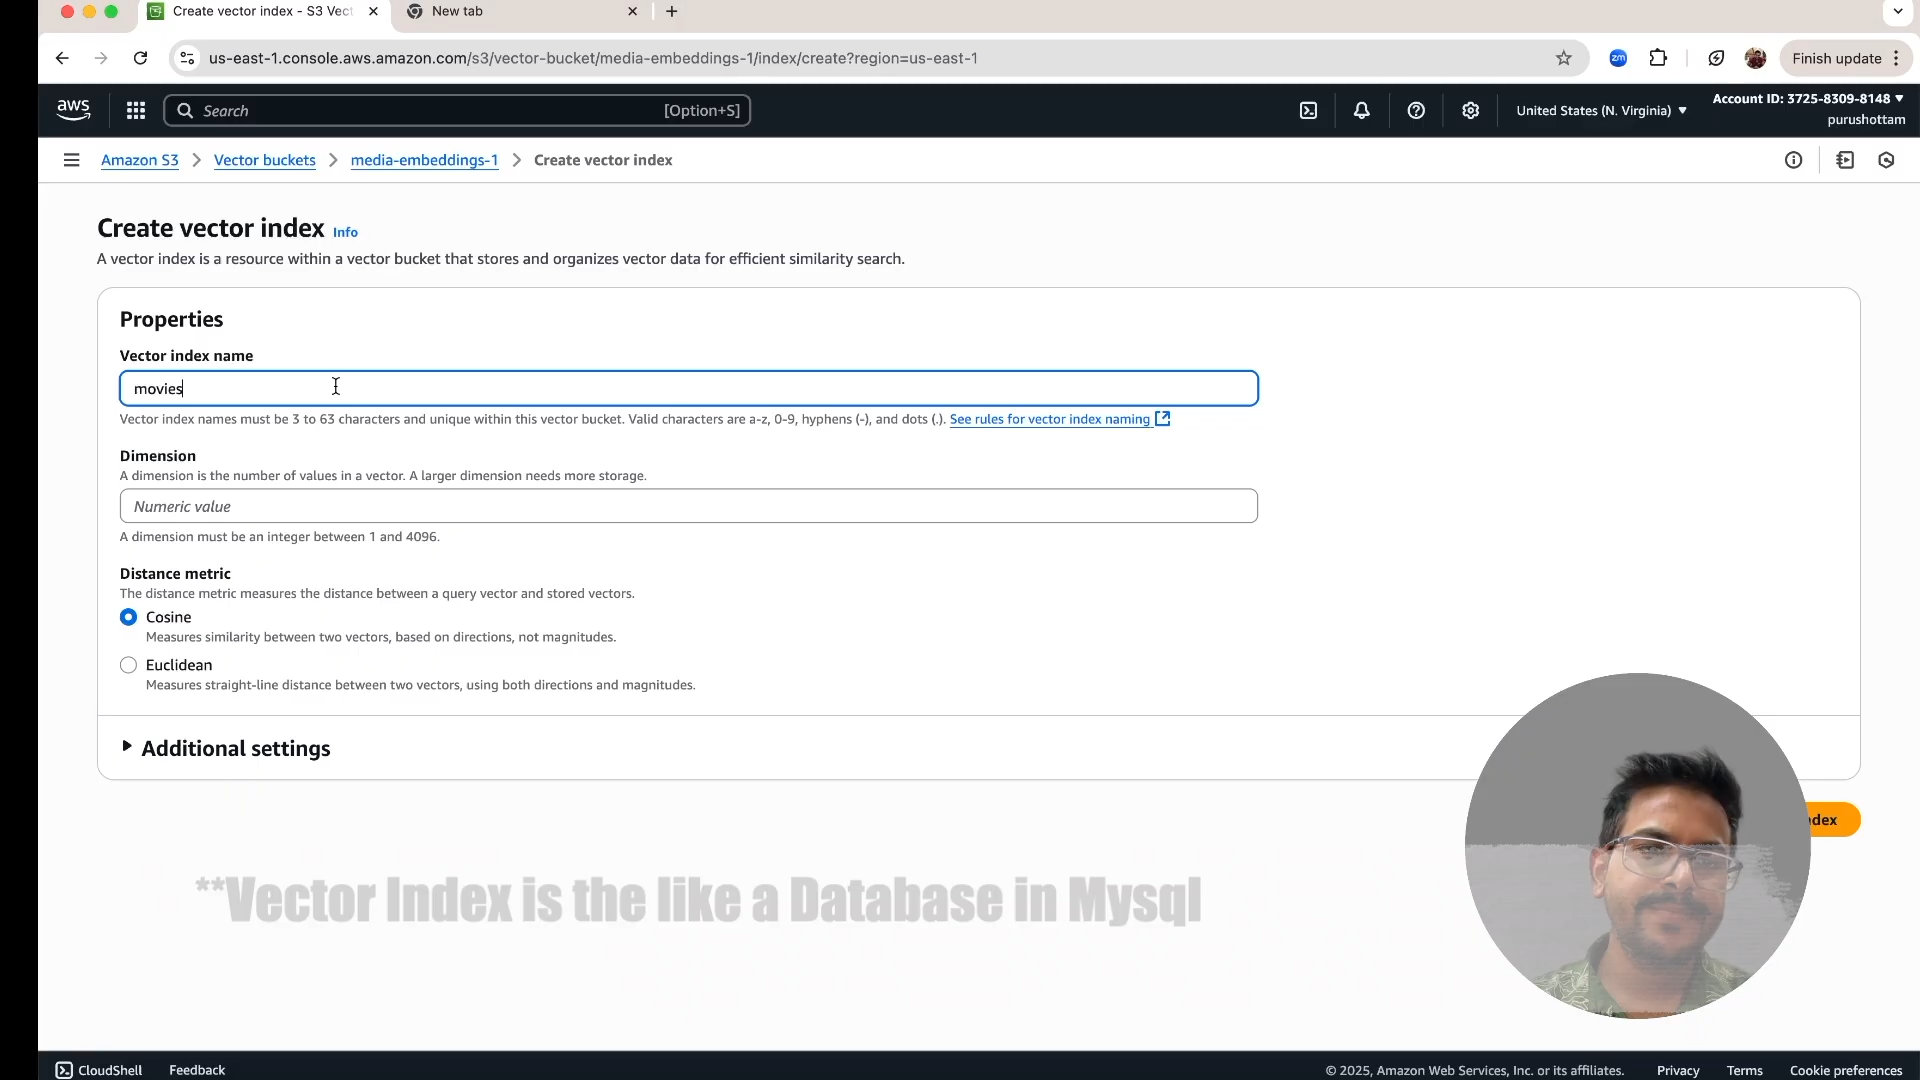 Create vector index - S3 Vect
New tab
us-east-1.console.aws.amazon.com/s3/vector-bucket/media-embeddings-1/index/create?region=us-east-1
zm
Finish update
aws
Search
[Option+S]
United States (N. Virginia)
Account ID: 3725-8309-8148
purushottam
Amazon S3
Vector buckets
media-embeddings-1
Create vector index
Create vector index Info
A vector index is a resource within a vector bucket that stores and organizes vector data for efficient similarity search.
Properties
Vector index name
movies
Vector index names must be 3 to 63 characters and unique within this vector bucket. Valid characters are a-z, 0-9, hyphens (-), and dots (.). See rules for vector index naming
Dimension
A dimension is the number of values in a vector. A larger dimension needs more storage.
Numeric value
A dimension must be an integer between 1 and 4096.
Distance metric
The distance metric measures the distance between a query vector and stored vectors.
Cosine
Measures similarity between two vectors, based on directions, not magnitudes.
Euclidean
Measures straight-line distance between two vectors, using both directions and magnitudes.
Additional settings
**Vector Index is the like a Database in Mysql
CloudShell
Feedback
© 2025, Amazon Web Services, Inc. or its affiliates.
Privacy
Terms
Cookie preferences